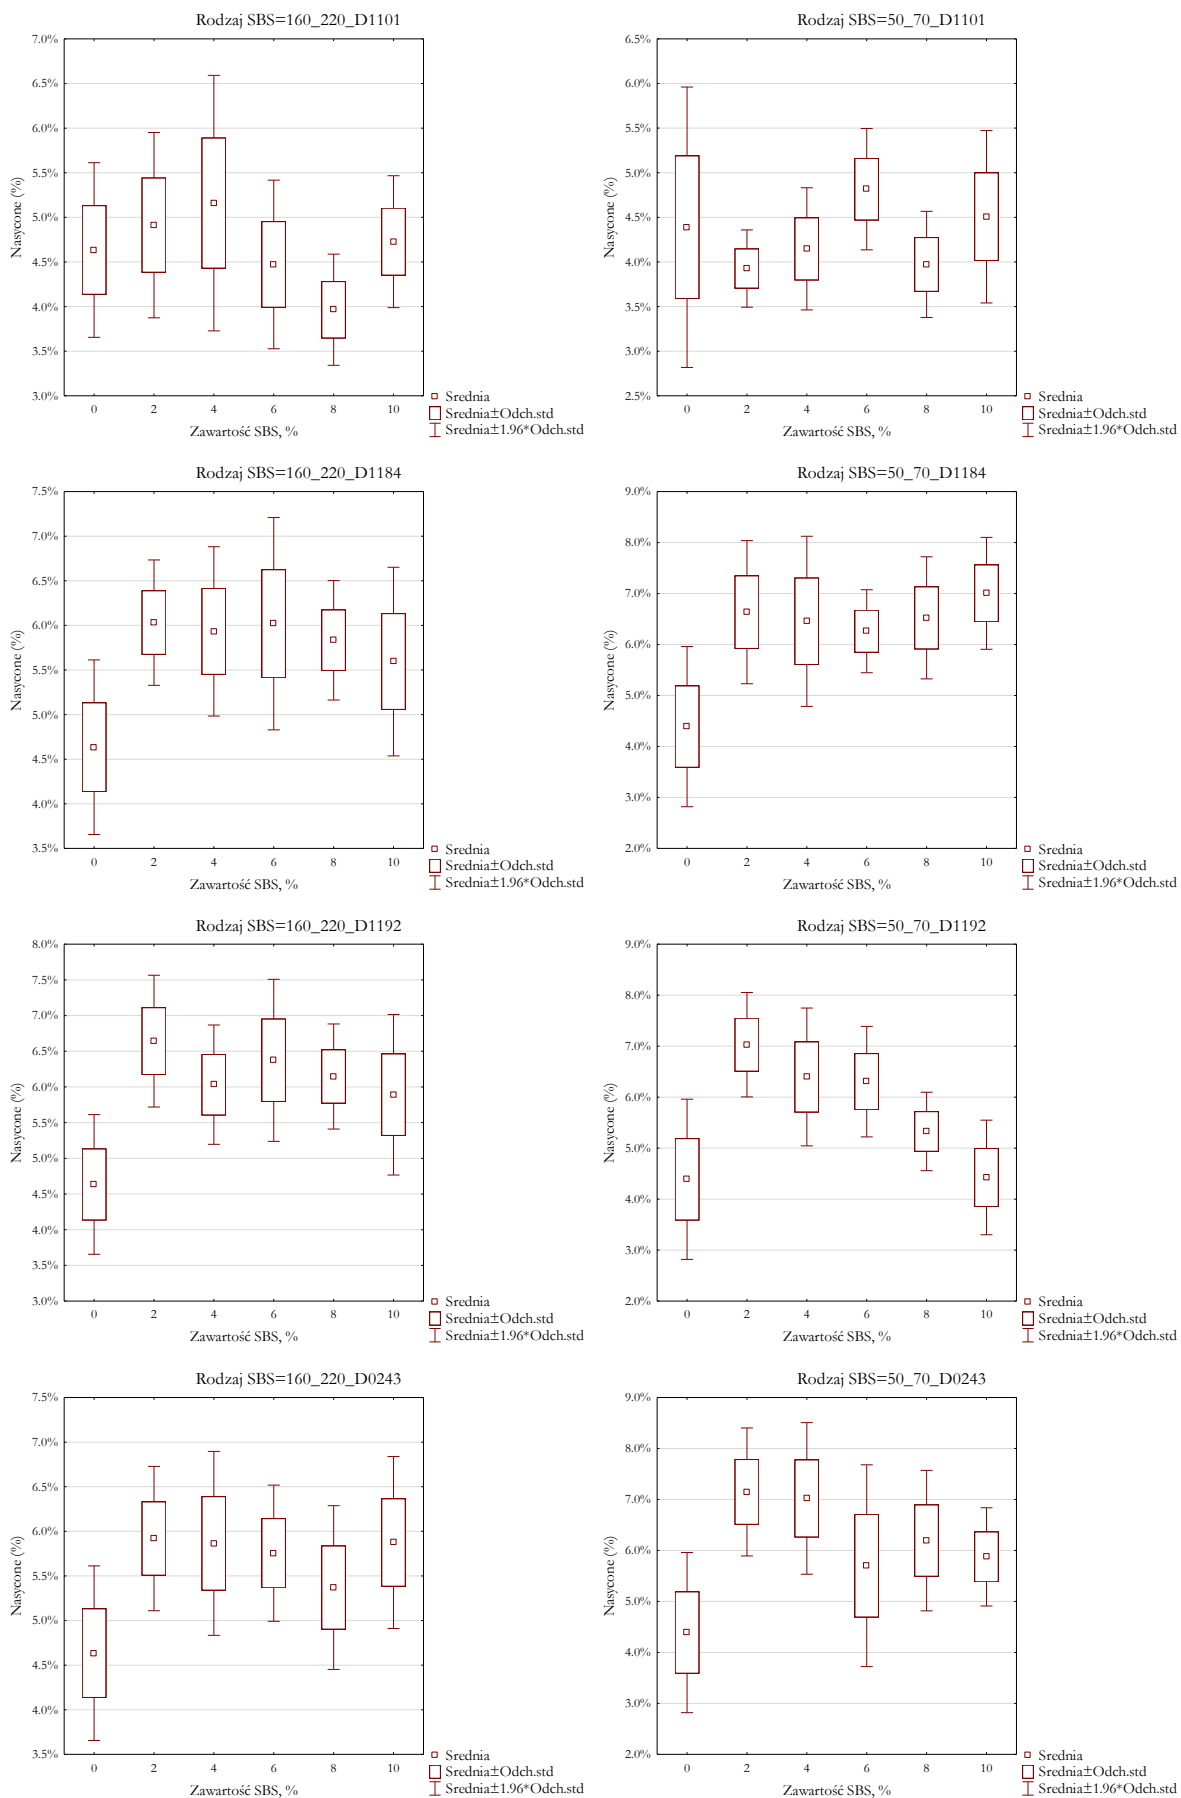 Rodzaj SBS=160_220_D1101
7.0%
6.5%
6.0%
5.5%
5.0%
4.5%
4.0%
3.5%
3.0%
Nasycone (%)
0 2 4 6 8 10
Zawartość SBS, %
Srednia
Srednia±Odch.std
Srednia±1.96*Odch.std
Rodzaj SBS=50_70_D1101
6.5%
6.0%
5.5%
5.0%
4.5%
4.0%
3.5%
3.0%
2.5%
Nasycone (%)
0 2 4 6 8 10
Zawartość SBS, %
Srednia
Srednia±Odch.std
Srednia±1.96*Odch.std
Rodzaj SBS=160_220_D1184
7.5%
7.0%
6.5%
6.0%
5.5%
5.0%
4.5%
4.0%
3.5%
Nasycone (%)
0 2 4 6 8 10
Zawartość SBS, %
Srednia
Srednia±Odch.std
Srednia±1.96*Odch.std
Rodzaj SBS=50_70_D1184
9.0%
8.0%
7.0%
6.0%
5.0%
4.0%
3.0%
2.0%
Nasycone (%)
0 2 4 6 8 10
Zawartość SBS, %
Srednia
Srednia±Odch.std
Srednia±1.96*Odch.std
Rodzaj SBS=160_220_D1192
8.0%
7.5%
7.0%
6.5%
6.0%
5.5%
5.0%
4.5%
4.0%
3.5%
3.0%
Nasycone (%)
0 2 4 6 8 10
Zawartość SBS, %
Srednia
Srednia±Odch.std
Srednia±1.96*Odch.std
Rodzaj SBS=50_70_D1192
9.0%
8.0%
7.0%
6.0%
5.0%
4.0%
3.0%
2.0%
Nasycone (%)
0 2 4 6 8 10
Zawartość SBS, %
Srednia
Srednia±Odch.std
Srednia±1.96*Odch.std
Rodzaj SBS=160_220_D0243
7.5%
7.0%
6.5%
6.0%
5.5%
5.0%
4.5%
4.0%
3.5%
Nasycone (%)
0 2 4 6 8 10
Zawartość SBS, %
Srednia
Srednia±Odch.std
Srednia±1.96*Odch.std
Rodzaj SBS=50_70_D0243
9.0%
8.0%
7.0%
6.0%
5.0%
4.0%
3.0%
2.0%
Nasycone (%)
0 2 4 6 8 10
Zawartość SBS, %
Srednia
Srednia±Odch.std
Srednia±1.96*Odch.std